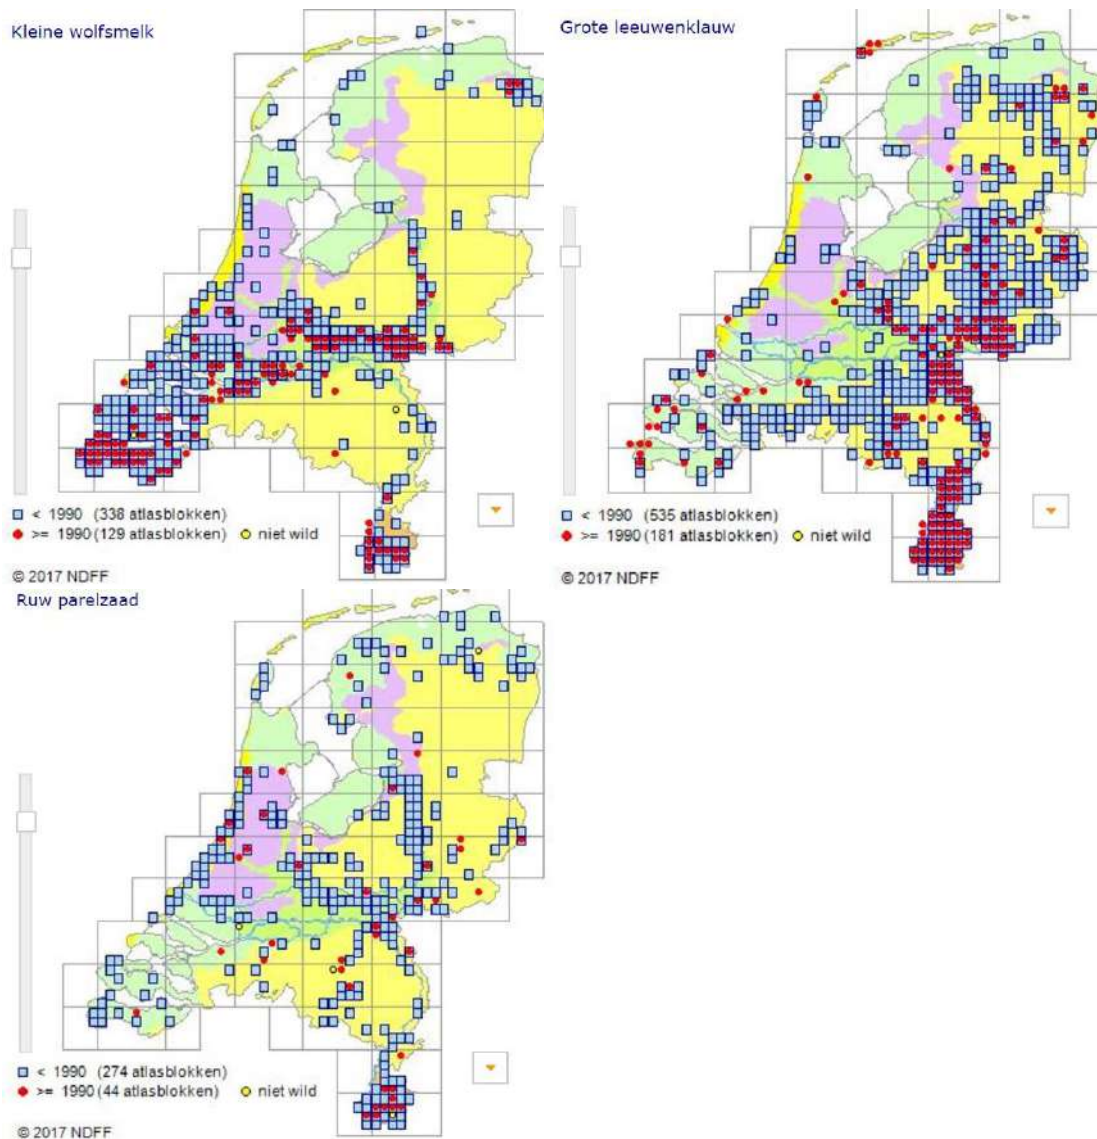 Kleine wolfsmelk
< 1990 (338 atlasblokken)
>= 1990 (129 atlasblokken) niet wild
© 2017 NDFF
Grote leeuwenklauw
< 1990 (535 atlasblokken)
>= 1990 (181 atlasblokken) niet wild
© 2017 NDFF
Ruw parelzaad
< 1990 (274 atlasblokken)
>= 1990 (44 atlasblokken) niet wild
© 2017 NDFF